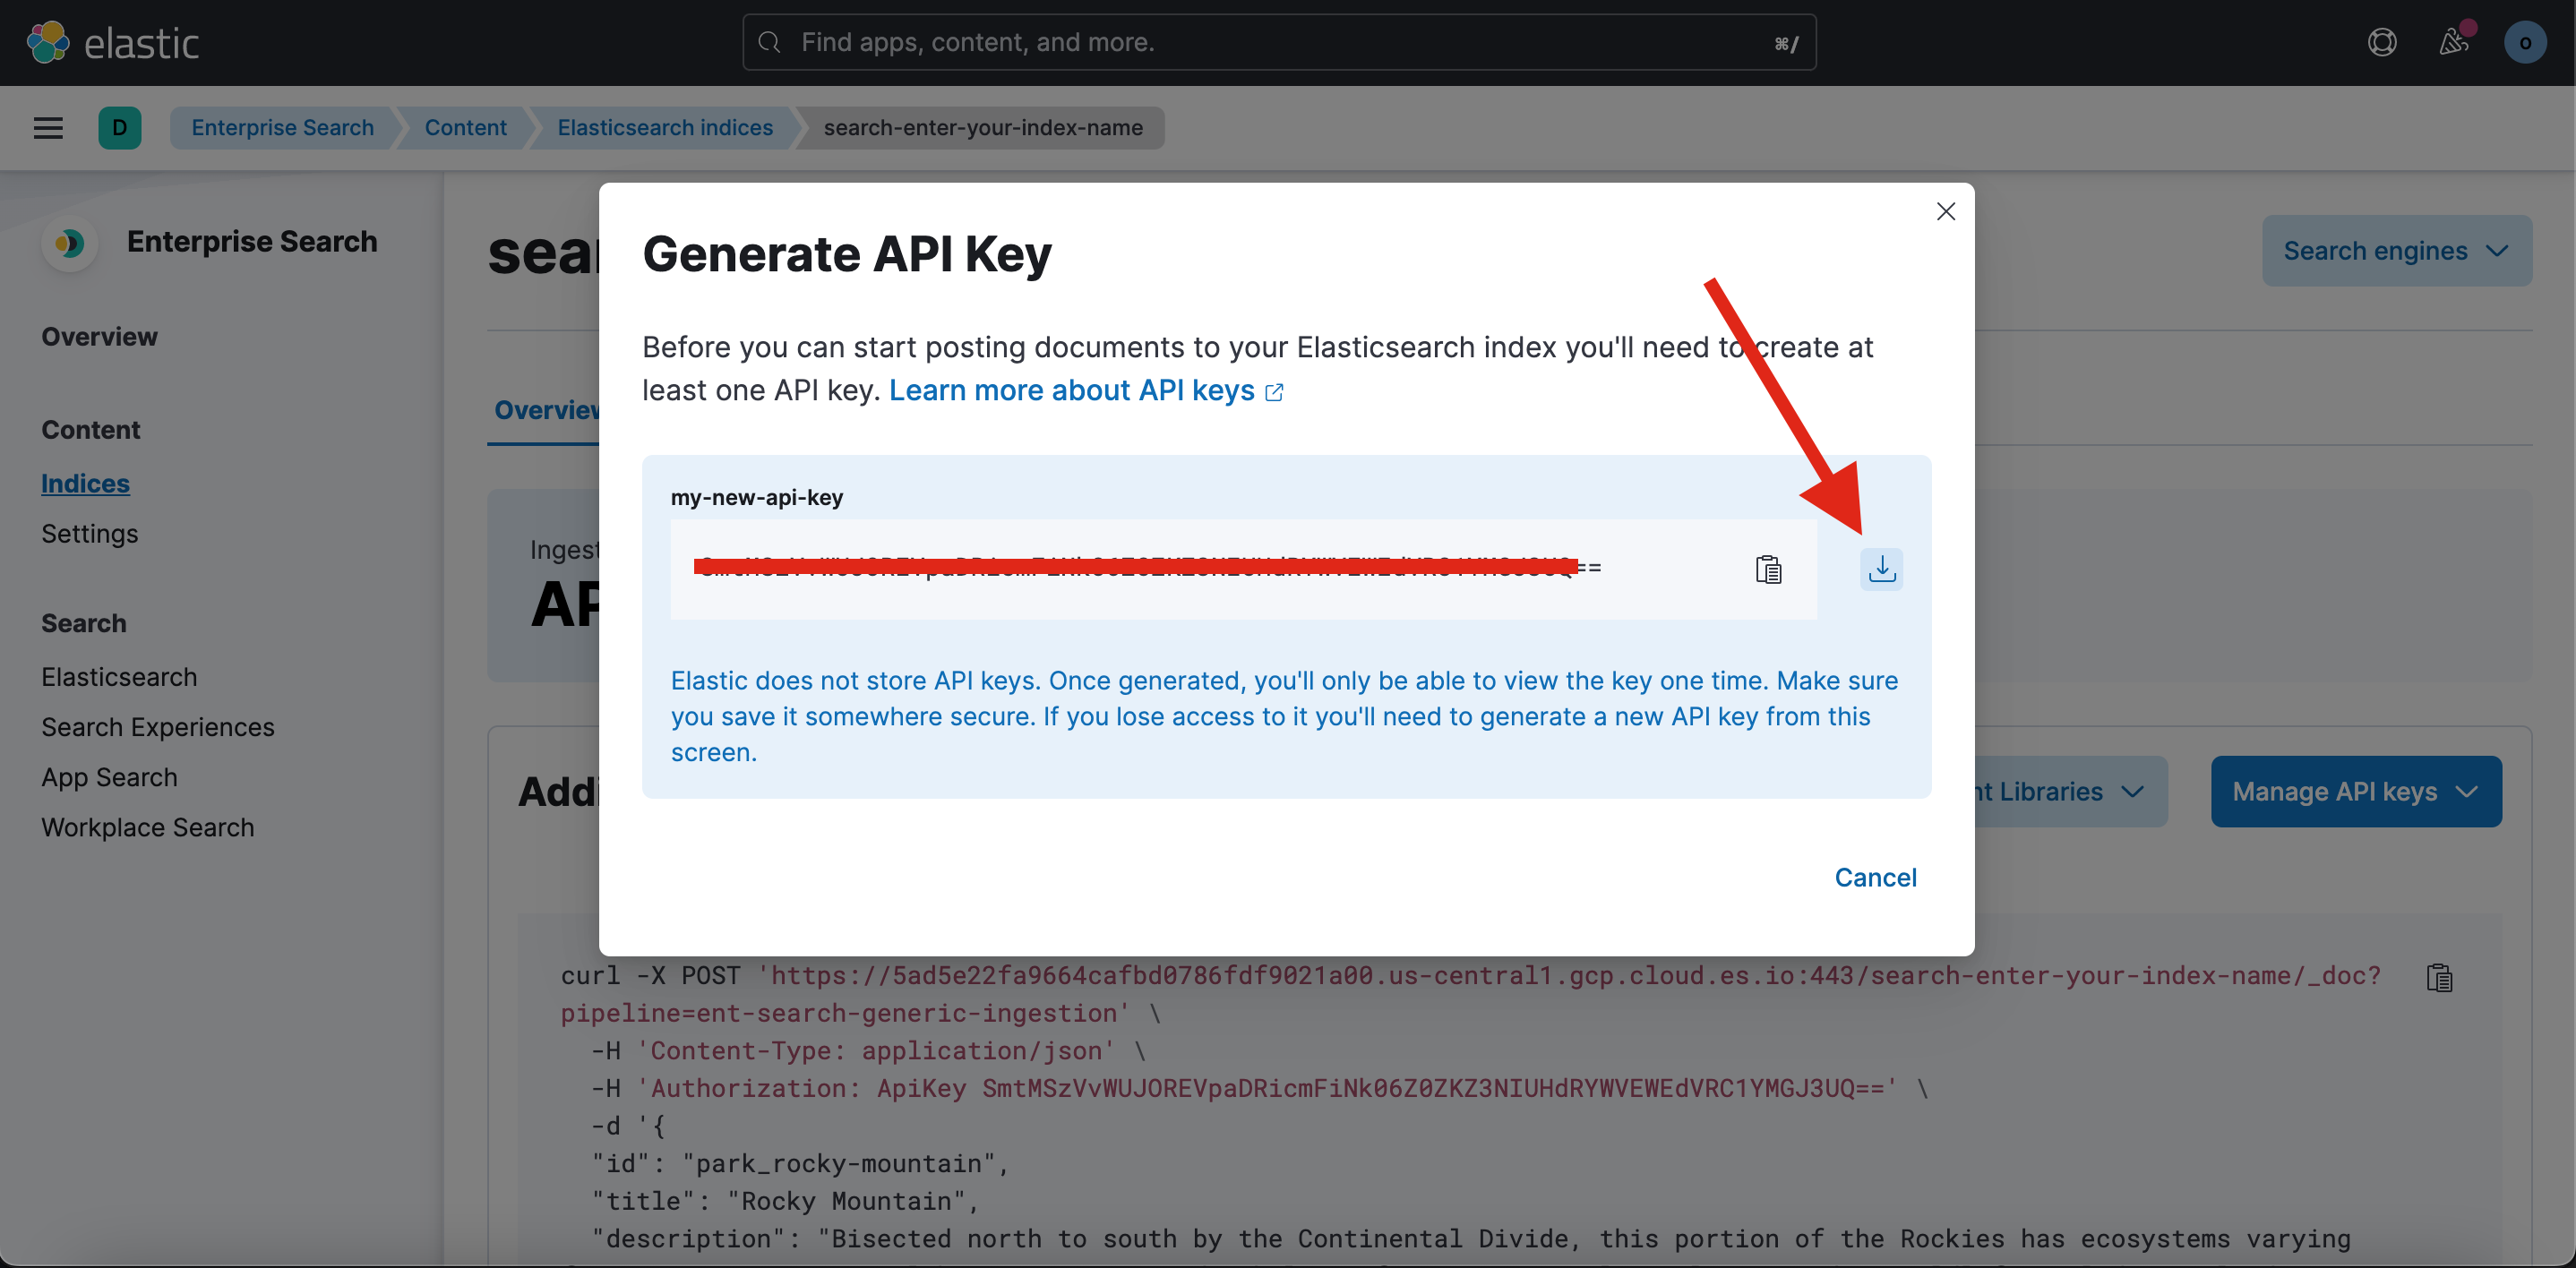 elastic
Find apps, content, and more.
⌘/
o
D
Enterprise Search
Content
Elasticsearch indices
search-enter-your-index-name
Enterprise Search
Overview
Content
Indices
Settings
Search
Elasticsearch
Search Experiences
App Search
Workplace Search
Search engines
Generate API Key
Before you can start posting documents to your Elasticsearch index you'll need to create at
least one API key. Learn more about API keys
my-new-api-key
==
Elastic does not store API keys. Once generated, you'll only be able to view the key one time. Make sure
you save it somewhere secure. If you lose access to it you'll need to generate a new API key from this
screen.
Cancel
Libraries
Manage API keys
curl -X POST 'https://5ad5e22fa9664cafbd0786fdf9021a00.us-central1.gcp.cloud.es.io:443/search-enter-your-index-name/_doc?
pipeline=ent-search-generic-ingestion' \
-H 'Content-Type: application/json' \
-H 'Authorization: ApiKey SmtMSzVvWUJOREVpaDRicmFiNk06Z0ZKZ3NIUHdRYWVEWEdVRC1YMGJ3UQ==' \
-d '{
"id": "park_rocky-mountain",
"title": "Rocky Mountain",
"description": "Bisected north to south by the Continental Divide, this portion of the Rockies has ecosystems varying